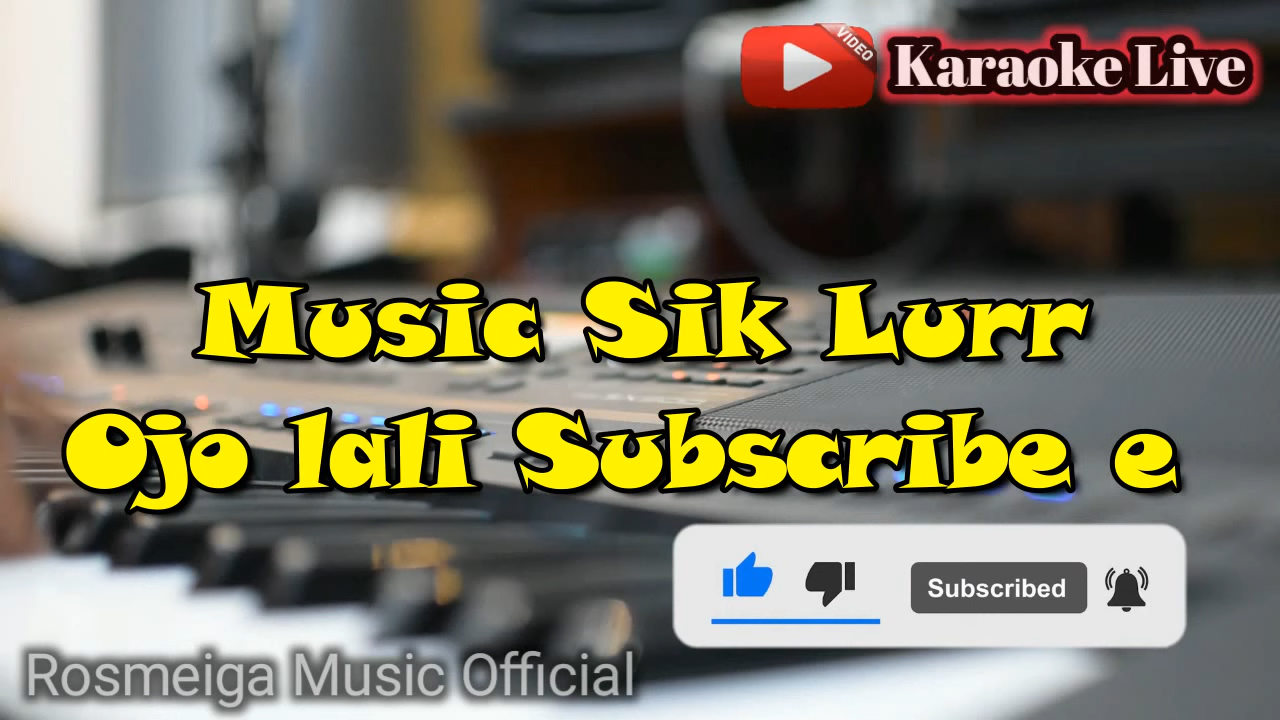 VIDEO
Karaoke Live
Music Sik Lurr
Ojo lali Subscribe e
Subscribed
Rosmeiga Music Official